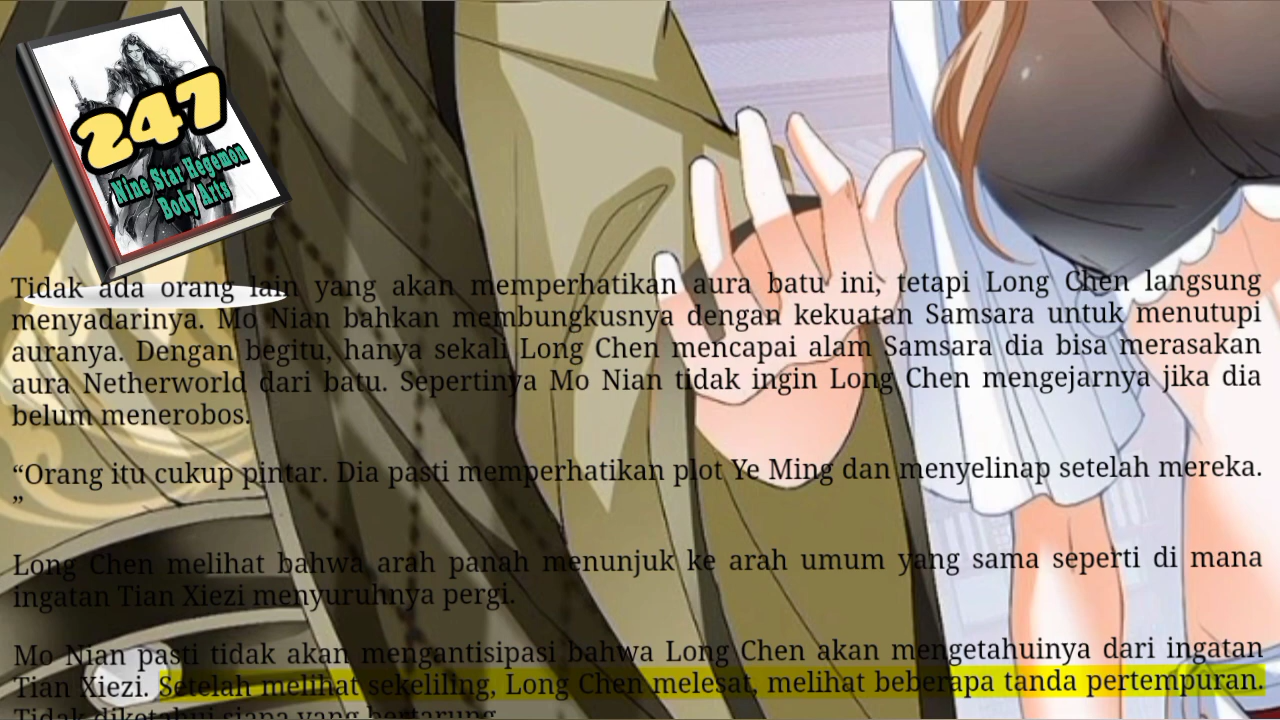 247
Nine Star Hegemon
Body Arts
Tidak ada orang lain yang akan memperhatikan aura batu ini, tetapi Long Chen langsung
menyadarinya. Mo Nian bahkan membungkusnya dengan kekuatan Samsara untuk menutupi
auranya. Dengan begitu, hanya sekali Long Chen mencapai alam Samsara dia bisa merasakan
aura Netherworld dari batu. Sepertinya Mo Nian tidak ingin Long Chen mengejarnya jika dia
belum menerobos.
“Orang itu cukup pintar. Dia pasti memperhatikan plot Ye Ming dan menyelinap setelah mereka.
”
Long Chen melihat bahwa arah panah menunjuk ke arah umum yang sama seperti di mana
ingatan Tian Xiezi menyuruhnya pergi.
Mo Nian pasti tidak akan mengantisipasi bahwa Long Chen akan mengetahuinya dari ingatan
Tian Xiezi. Setelah melihat sekeliling, Long Chen melesat, melihat beberapa tanda pertempuran.
Tidak diketahui siapa yang bertarung.